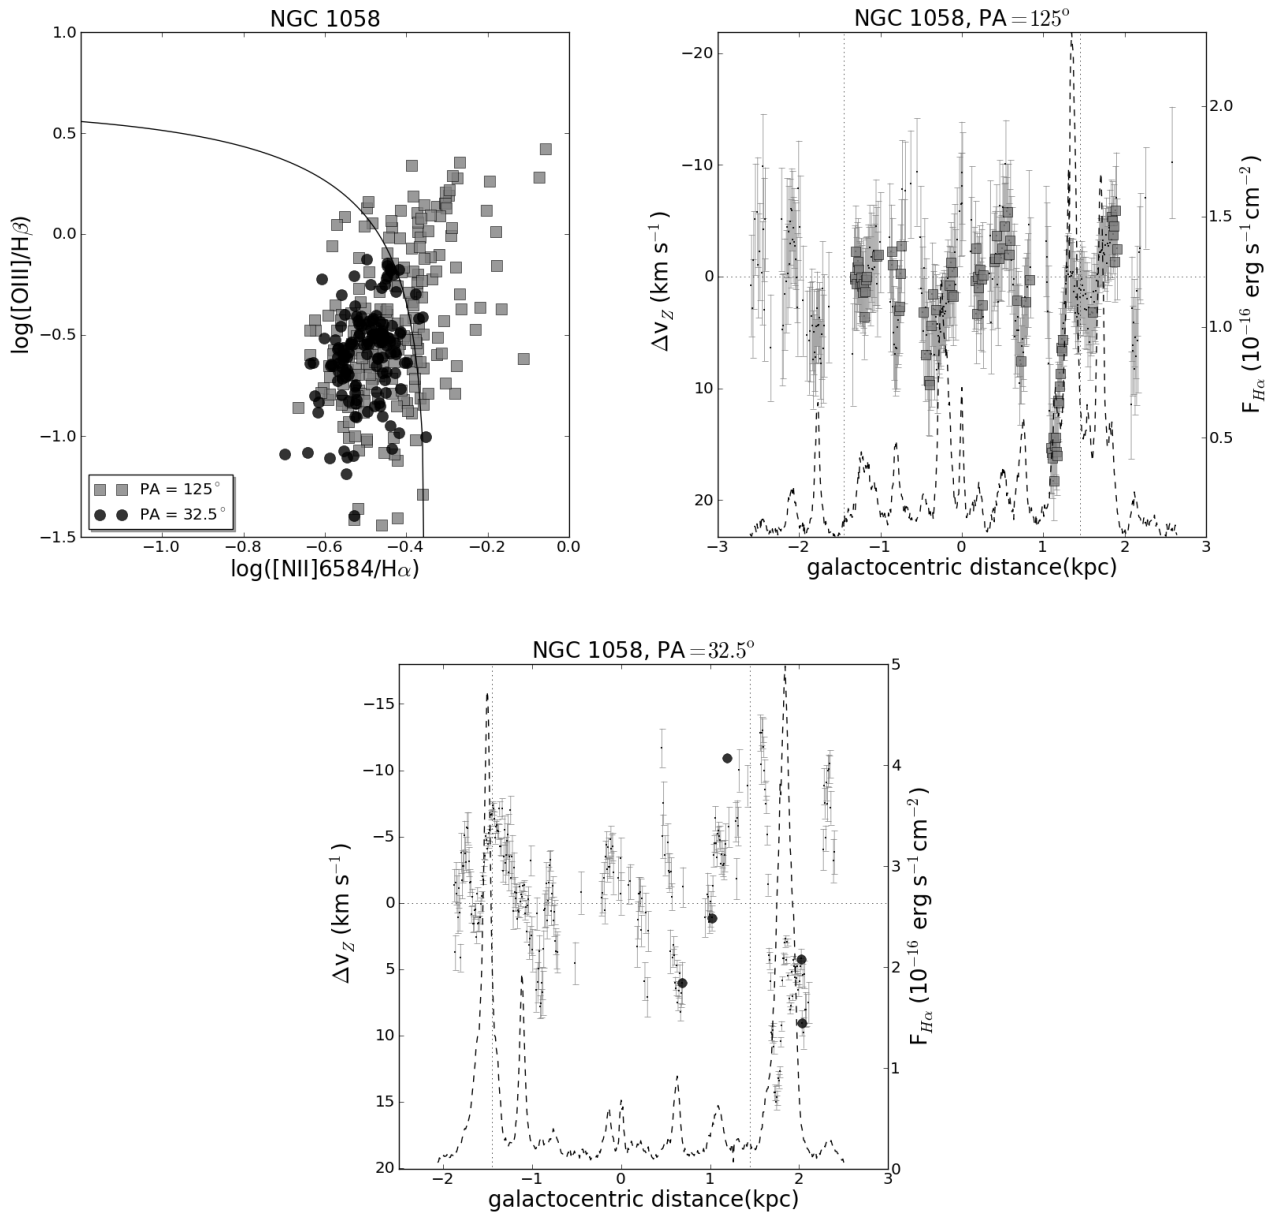 NGC 1058
1.0
0.5
0.0
−0.5
−1.0
−1.5
log([OIII]/Hβ)
PA = 125°
PA = 32.5°
−1.0 −0.8 −0.6 −0.4 −0.2 0.0
log([NII]6584/Hα)
NGC 1058, PA = 125°
−20
−10
0
10
20
Δv_Z (km s⁻¹)
2.0
1.5
1.0
0.5
F_Hα (10⁻¹⁶ erg s⁻¹ cm⁻²)
−3 −2 −1 0 1 2 3
galactocentric distance(kpc)
NGC 1058, PA = 32.5°
−15
−10
−5
0
5
10
15
20
Δv_Z (km s⁻¹)
5
4
3
2
1
0
F_Hα (10⁻¹⁶ erg s⁻¹ cm⁻²)
−2 −1 0 1 2 3
galactocentric distance(kpc)